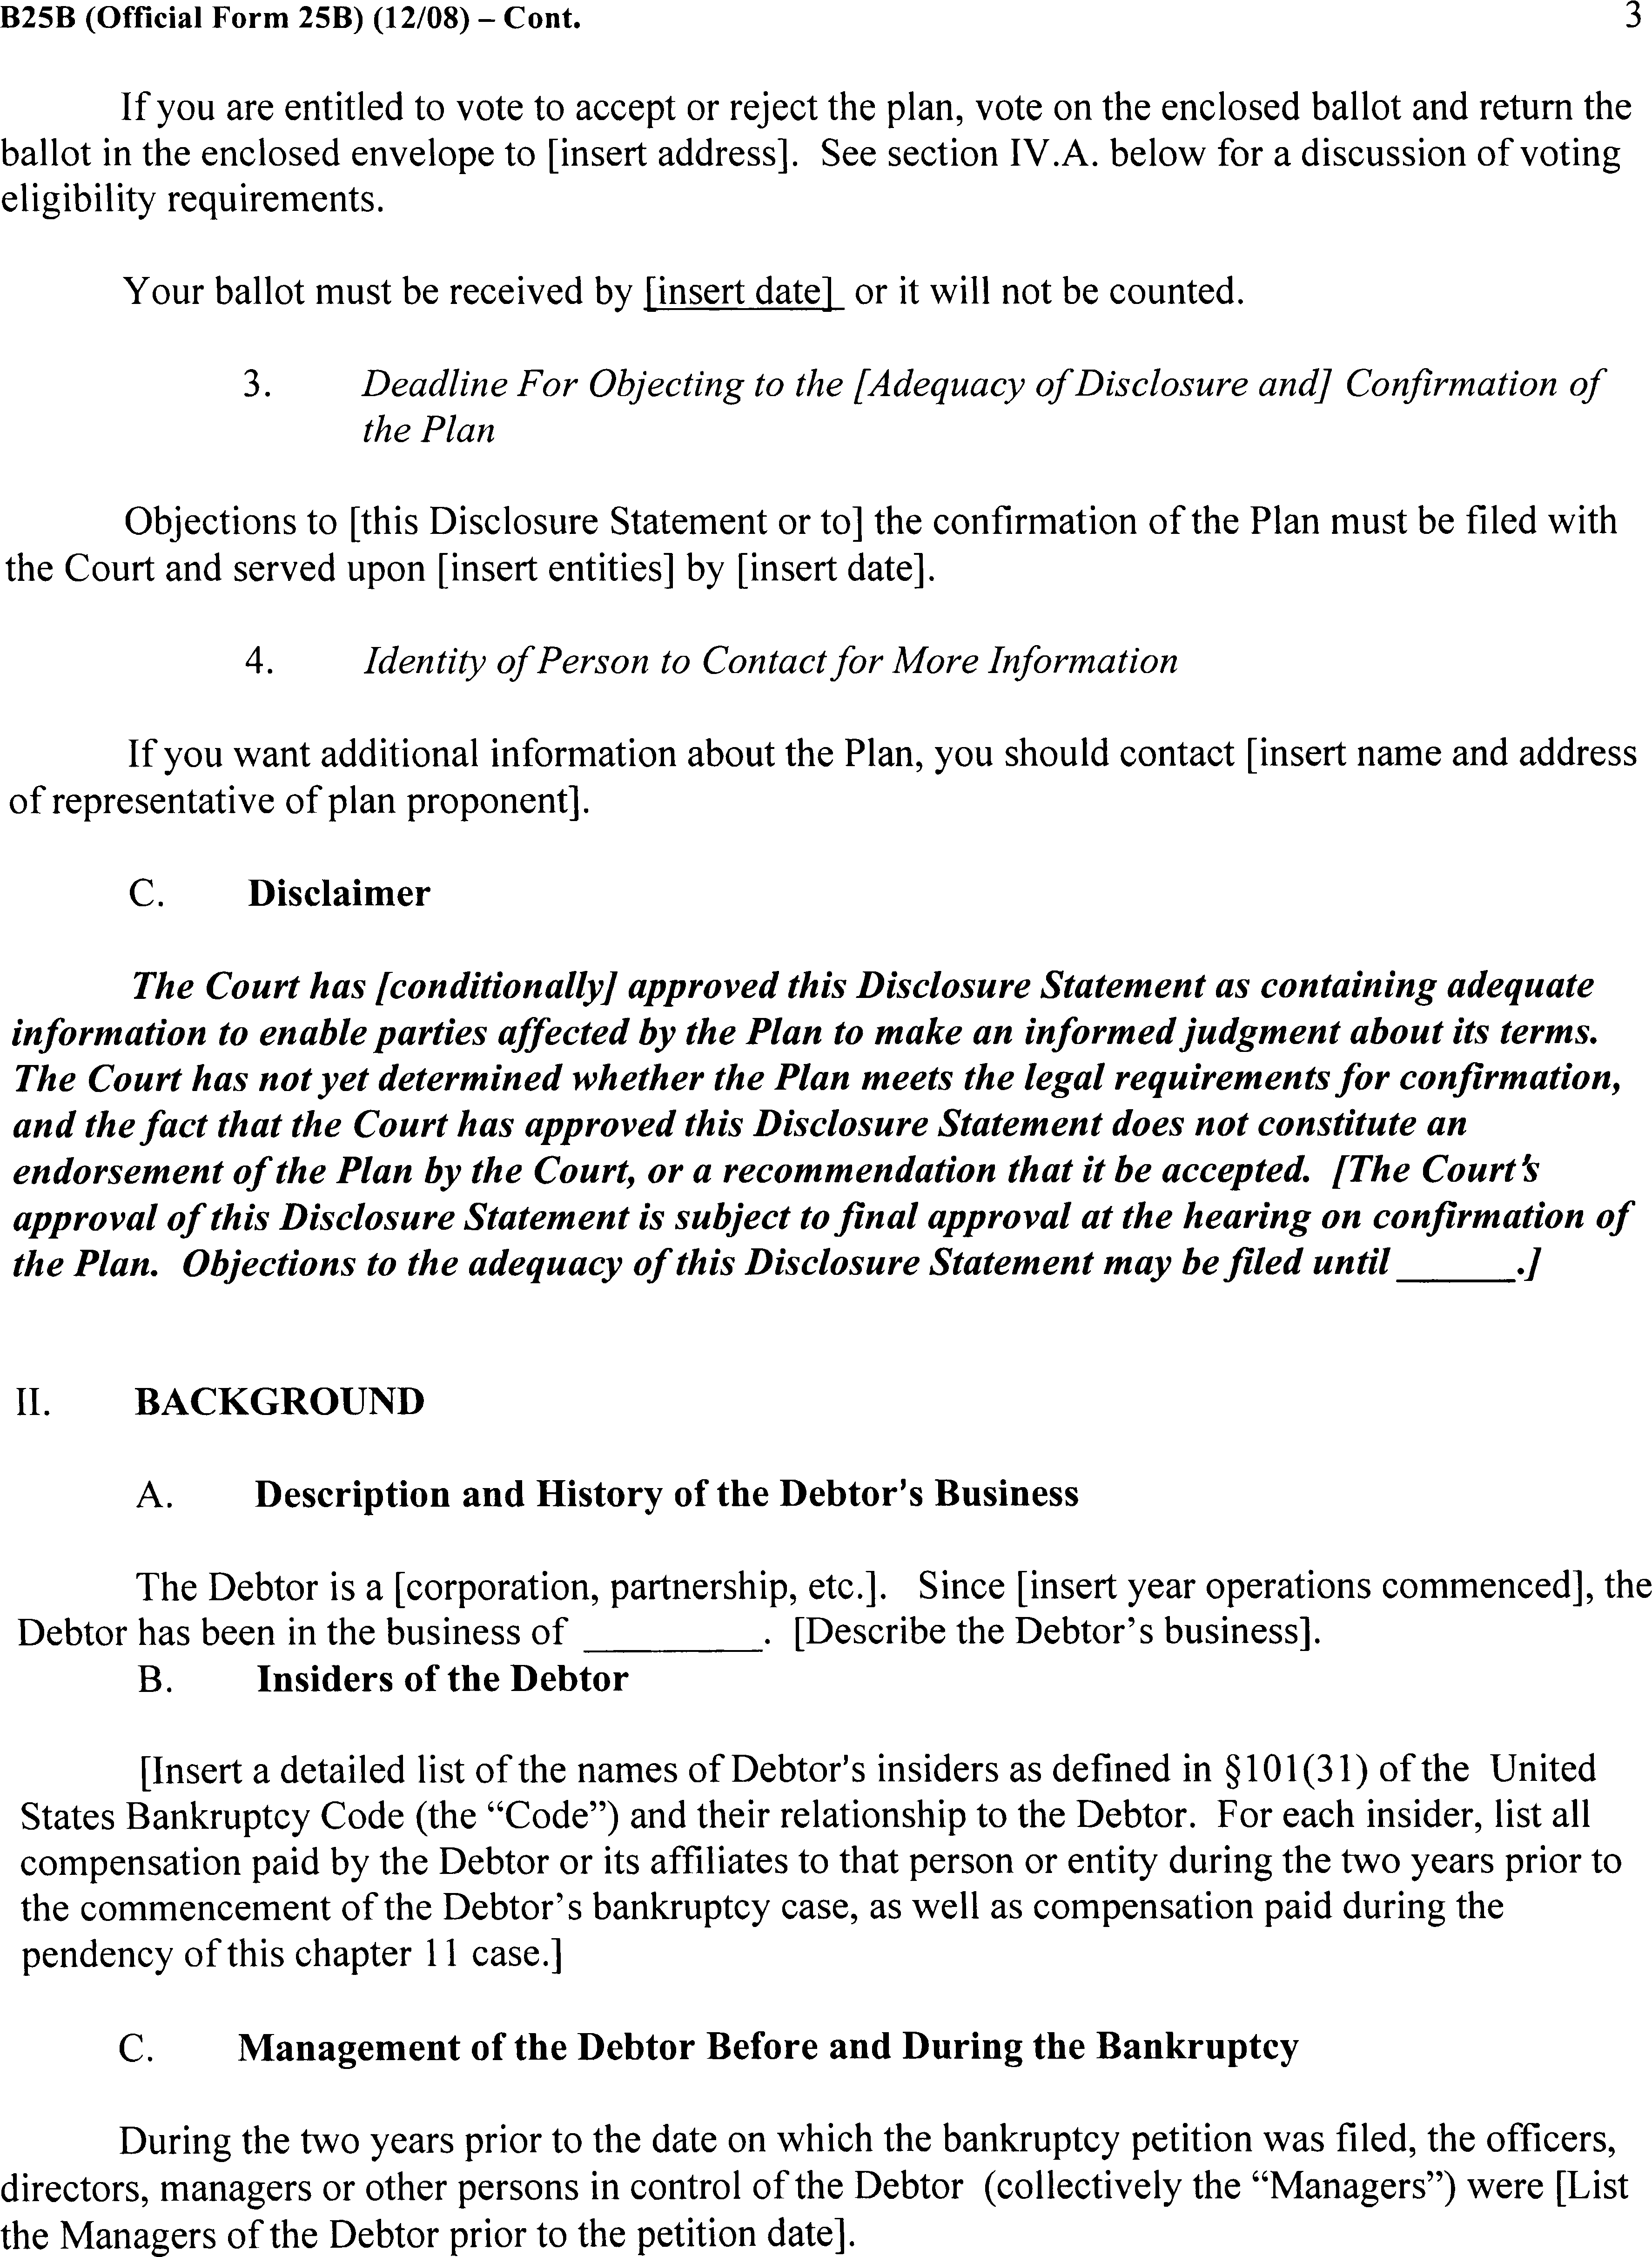 B25B (Official Form 25B) (12/08) – Cont. 3
If you are entitled to vote to accept or reject the plan, vote on the enclosed ballot and return the
ballot in the enclosed envelope to [insert address].  See section IV.A. below for a discussion of voting
eligibility requirements.
Your ballot must be received by [insert date]  or it will not be counted.
3. Deadline For Objecting to the [Adequacy of Disclosure and] Confirmation of
the Plan
Objections to [this Disclosure Statement or to] the confirmation of the Plan must be filed with
the Court and served upon [insert entities] by [insert date].
4. Identity of Person to Contact for More Information
If you want additional information about the Plan, you should contact [insert name and address
of representative of plan proponent].
C. Disclaimer
The Court has [conditionally] approved this Disclosure Statement as containing adequate
information to enable parties affected by the Plan to make an informed judgment about its terms.
The Court has not yet determined whether the Plan meets the legal requirements for confirmation,
and the fact that the Court has approved this Disclosure Statement does not constitute an
endorsement of the Plan by the Court, or a recommendation that it be accepted.  [The Court's
approval of this Disclosure Statement is subject to final approval at the hearing on confirmation of
the Plan.  Objections to the adequacy of this Disclosure Statement may be filed until ______.]
II. BACKGROUND
A. Description and History of the Debtor's Business
The Debtor is a [corporation, partnership, etc.].   Since [insert year operations commenced], the
Debtor has been in the business of _________.  [Describe the Debtor’s business].
B. Insiders of the Debtor
[Insert a detailed list of the names of Debtor's insiders as defined in §101(31) of the  United
States Bankruptcy Code (the “Code”) and their relationship to the Debtor.  For each insider, list all
compensation paid by the Debtor or its affiliates to that person or entity during the two years prior to
the commencement of the Debtor’s bankruptcy case, as well as compensation paid during the
pendency of this chapter 11 case.]
C. Management of the Debtor Before and During the Bankruptcy
During the two years prior to the date on which the bankruptcy petition was filed, the officers,
directors, managers or other persons in control of the Debtor  (collectively the “Managers”) were [List
the Managers of the Debtor prior to the petition date].